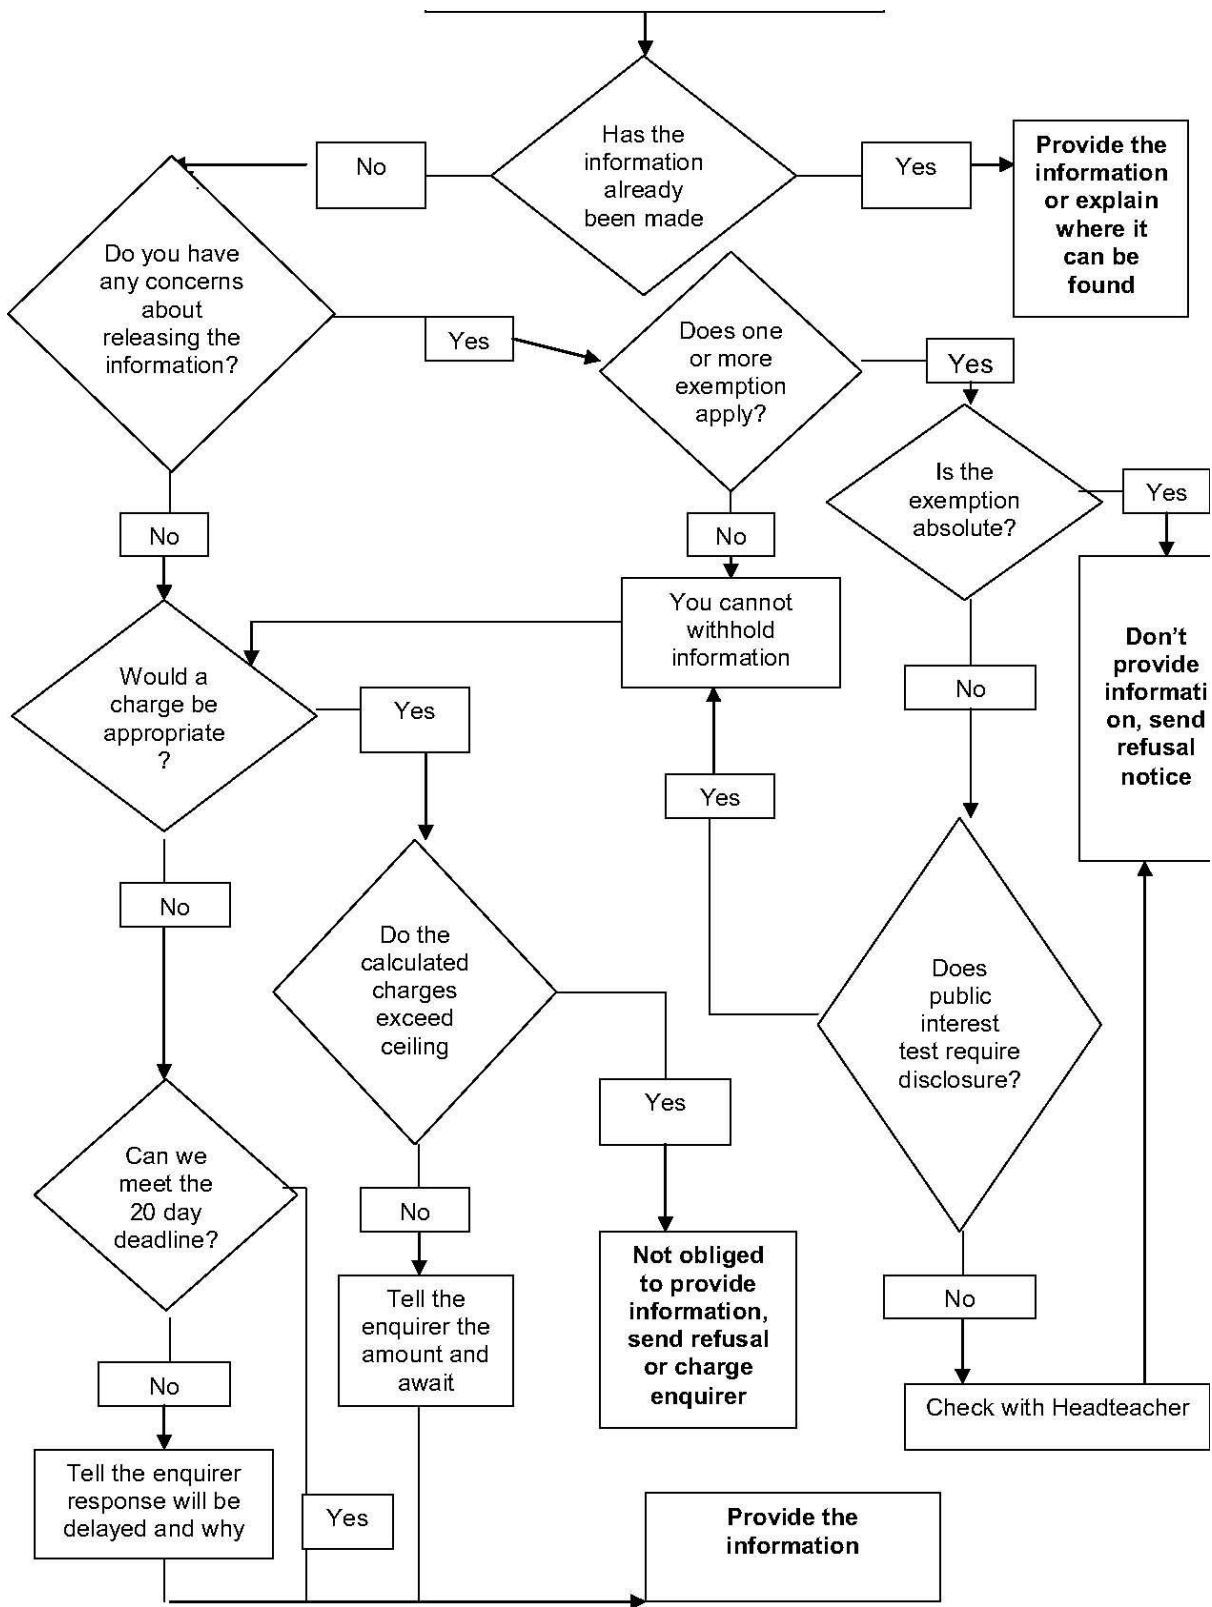 Has the
information
already
been made
No
Yes
Provide the
information
or explain
where it
can be
found
Do you have
any concerns
about
releasing the
information?
Yes
Does one
or more
exemption
apply?
Yes
Is the
exemption
absolute?
Yes
No
No
You cannot
withhold
information
Don't
provide
informati
on, send
refusal
notice
No
Would a
charge be
appropriate
?
Yes
Yes
No
Do the
calculated
charges
exceed
ceiling
Does
public
interest
test require
disclosure?
Yes
Can we
meet the
20 day
deadline?
No
Not obliged
to provide
information,
send refusal
or charge
enquirer
No
Tell the
enquirer the
amount and
await
No
Check with Headteacher
Tell the enquirer
response will be
delayed and why
Yes
Provide the
information